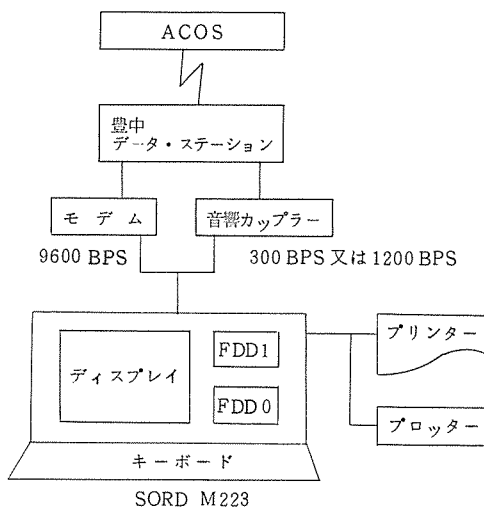 ACOS
豊中
データ・ステーション
モデム
音響カップラー
9600 BPS
300 BPS 又は 1200 BPS
ディスプレイ
FDD1
FDD0
プリンター
プロッター
キーボード
SORD M223